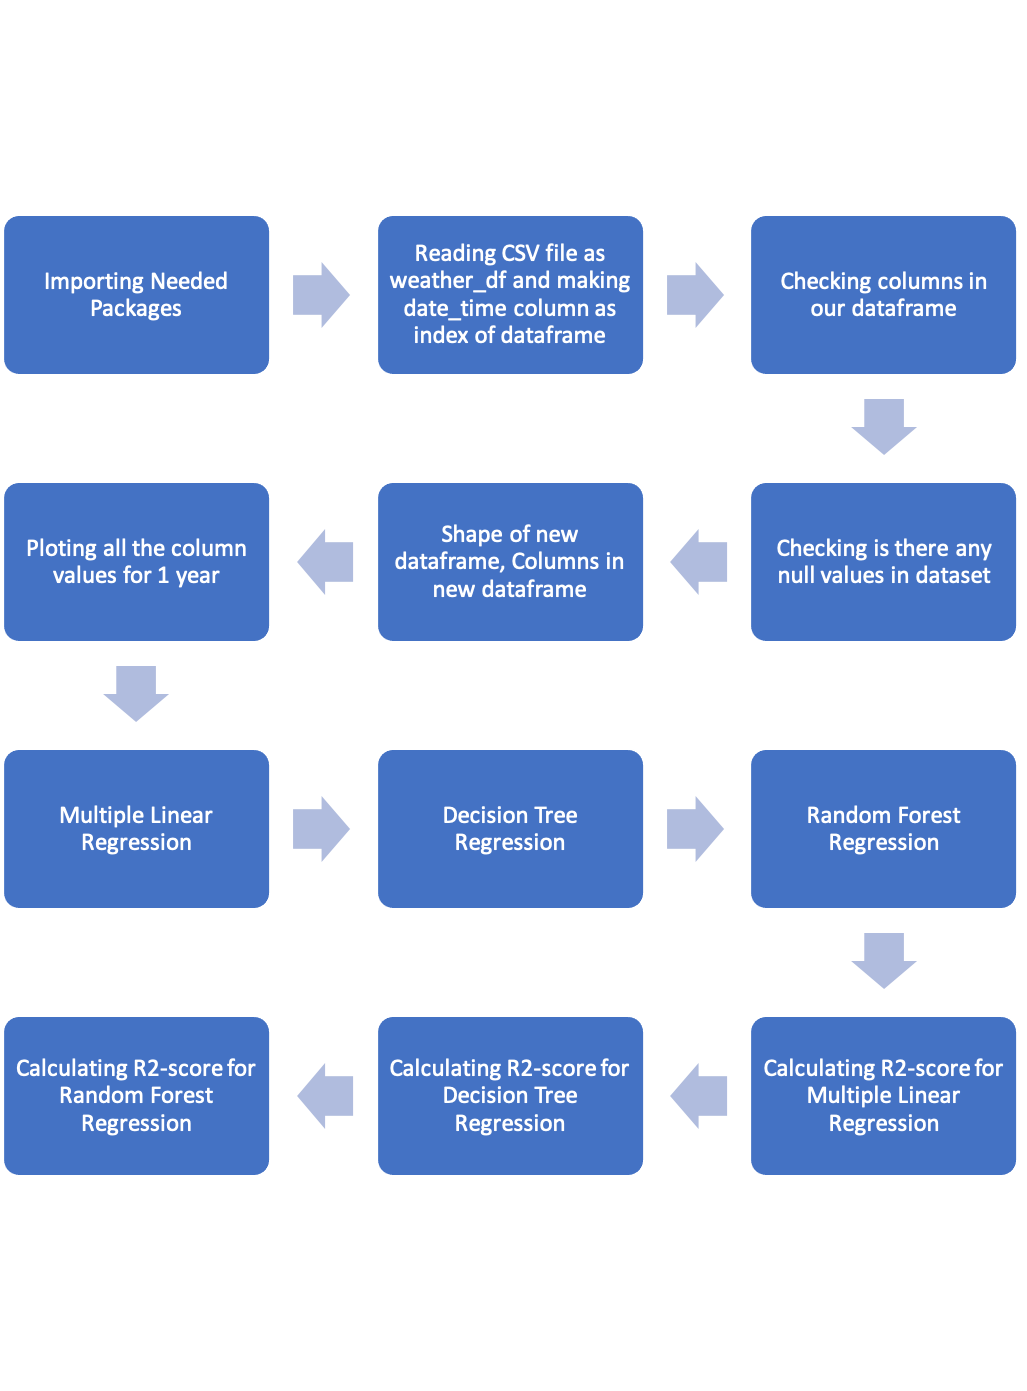 Importing Needed
Packages
Reading CSV file as
weather_df and making
date_time column as
index of dataframe
Checking columns in
our dataframe
Checking is there any
null values in dataset
Shape of new
dataframe, Columns in
new dataframe
Ploting all the column
values for 1 year
Multiple Linear
Regression
Decision Tree
Regression
Random Forest
Regression
Calculating R2-score for
Multiple Linear
Regression
Calculating R2-score for
Decision Tree
Regression
Calculating R2-score for
Random Forest
Regression